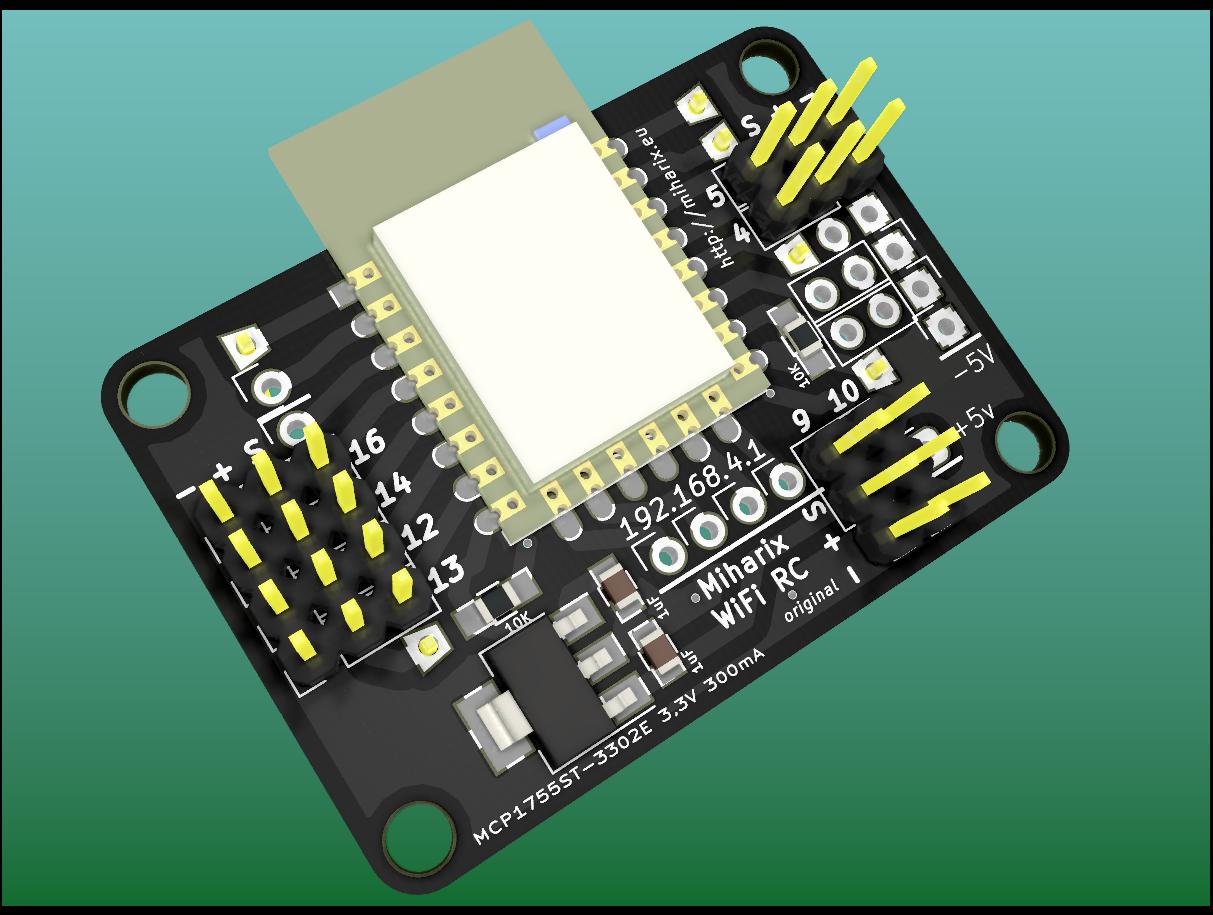 S + -
5
4
http://miharix.eu
10K
-5V
+5v
9 10
S + -
- + S
16
14
12
13
192.168.4.1
Miharix
WiFi RC
original
10K
1uF
1uF
MCP1755ST-3302E 3,3V 300mA